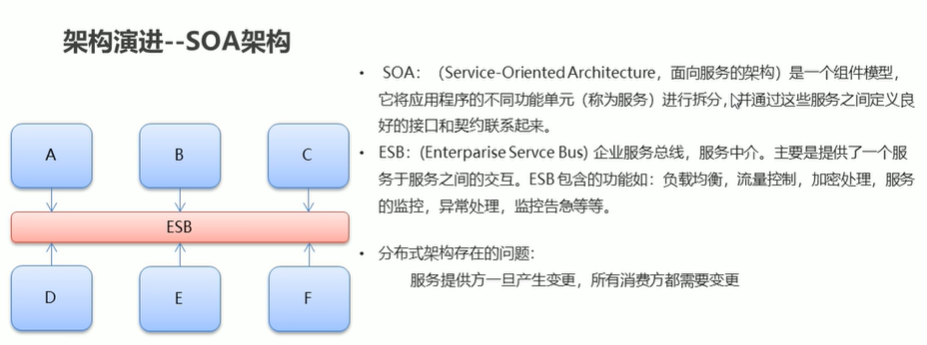 架构演进--SOA架构
• SOA：（Service-Oriented Architecture，面向服务的架构）是一个组件模型，
它将应用程序的不同功能单元（称为服务）进行拆分，并通过这些服务之间定义良
好的接口和契约联系起来。
• ESB：(Enterparise Servce Bus) 企业服务总线，服务中介。主要是提供了一个服
务于服务之间的交互。ESB 包含的功能如：负载均衡，流量控制，加密处理，服务
的监控，异常处理，监控告急等等。
• 分布式架构存在的问题：
服务提供方一旦产生变更，所有消费方都需要变更
A B C
ESB
D E F